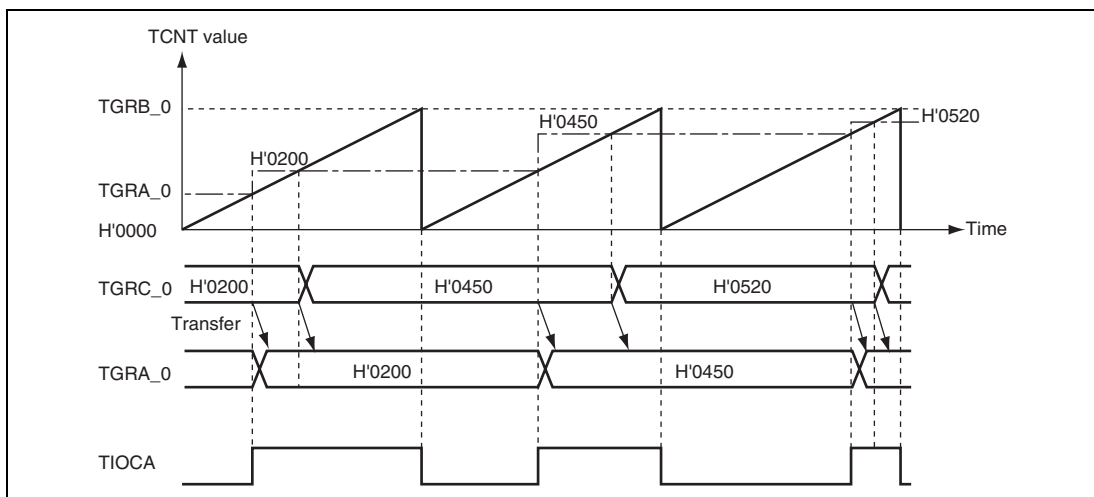 TCNT value
TGRB_0
H'0450
H'0520
H'0200
TGRA_0
H'0000
Time
TGRC_0
H'0200
H'0450
H'0520
Transfer
TGRA_0
H'0200
H'0450
TIOCA